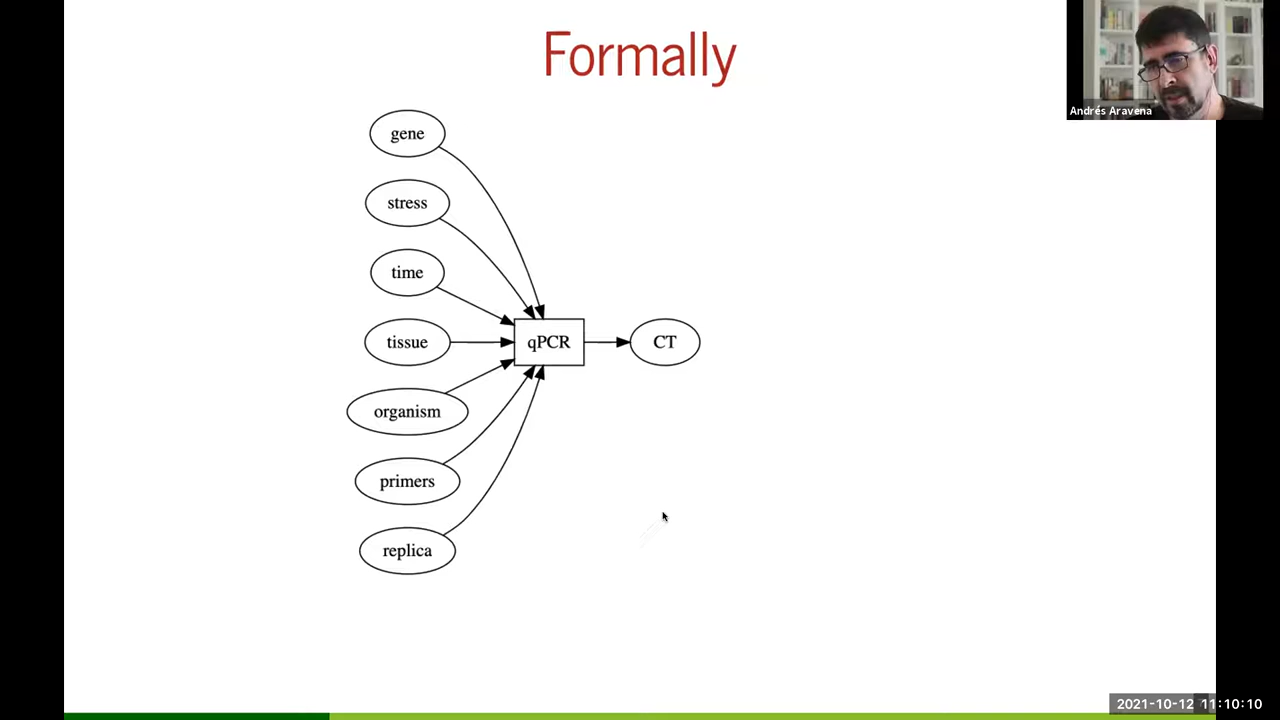 Formally
Andrés Aravena
gene
stress
time
tissue
organism
primers
replica
qPCR
CT
2021-10-12 11:10:10